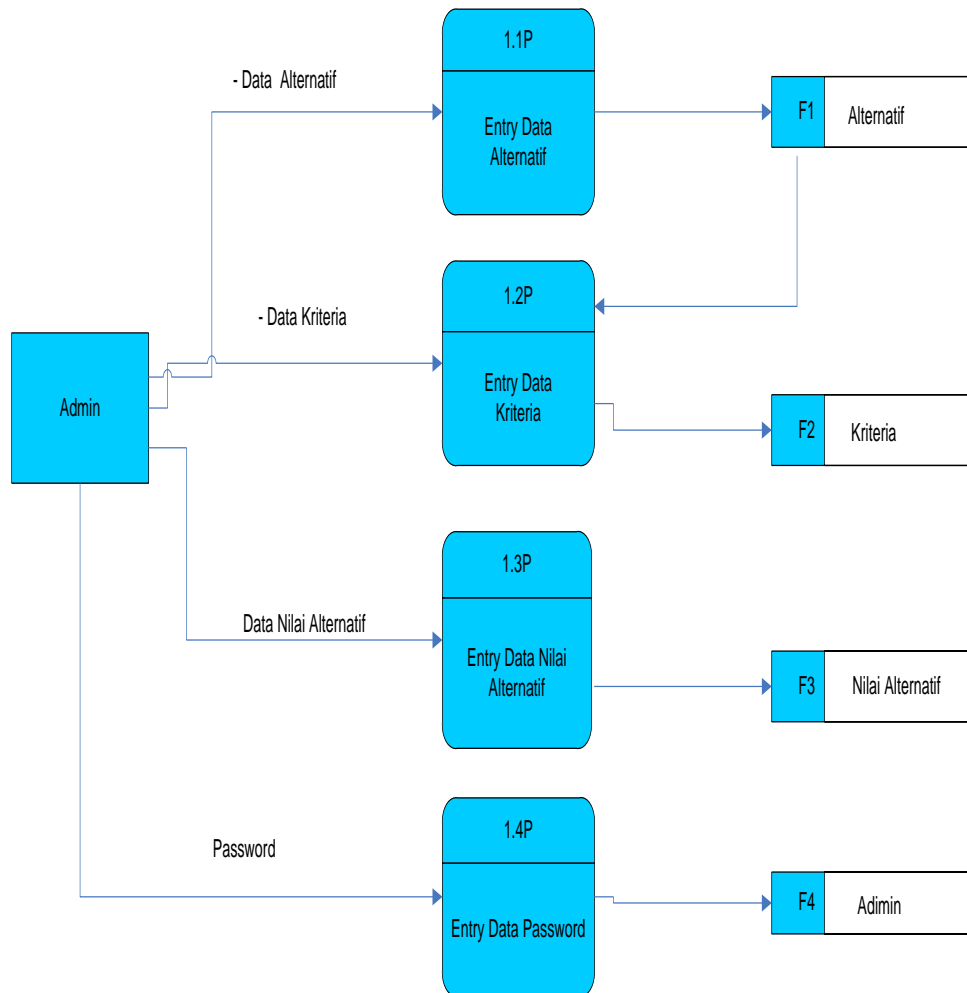 1.1P
- Data Alternatif
Entry Data
Alternatif
F1
Alternatif
1.2P
- Data Kriteria
Entry Data
Kriteria
F2
Kriteria
Admin
1.3P
Data Nilai Alternatif
Entry Data Nilai
Alternatif
F3
Nilai Alternatif
1.4P
Password
Entry Data Password
F4
Adimin